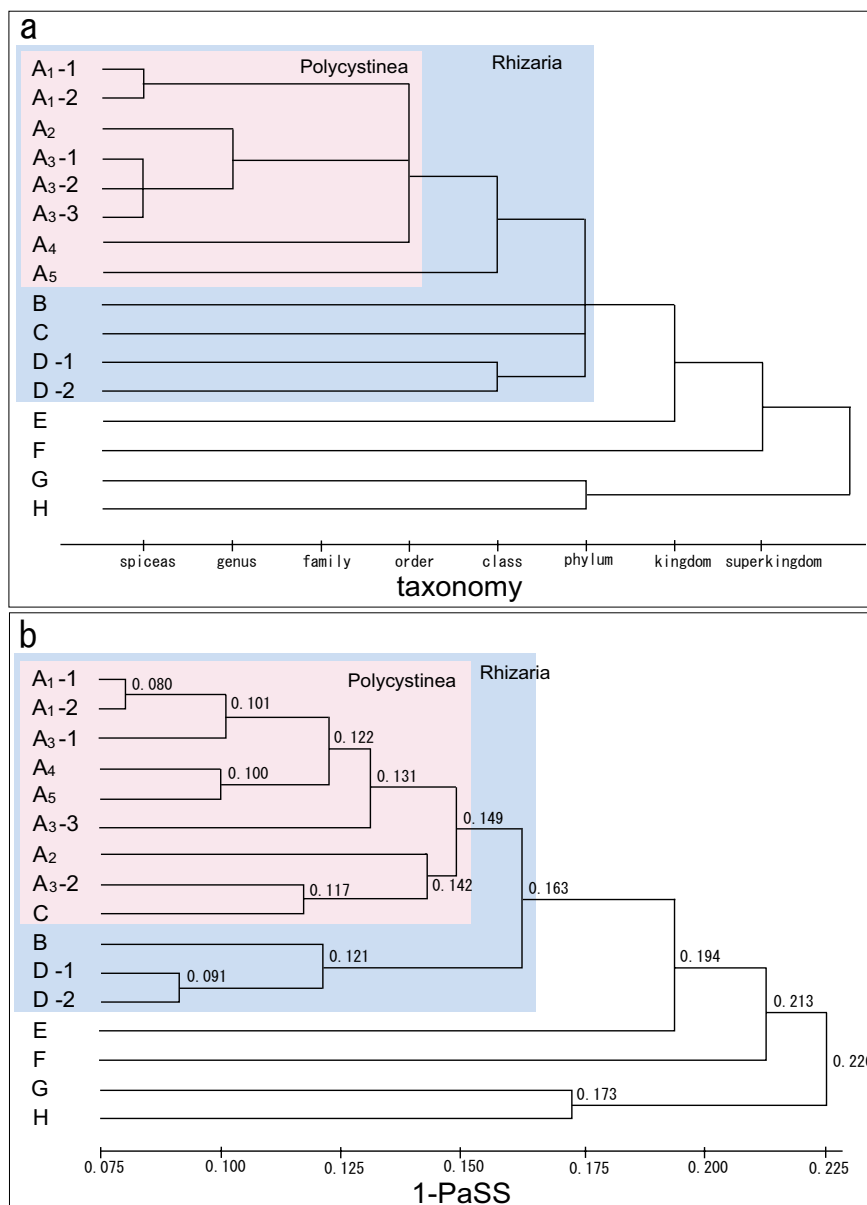 a
Polycystinea
Rhizaria
A1-1
A1-2
A2
A3-1
A3-2
A3-3
A4
A5
B
C
D -1
D -2
E
F
G
H
spiceas genus family order class phylum kingdom superkingdom
taxonomy
b
Polycystinea
Rhizaria
A1-1
0.080
A1-2
0.101
A3-1
0.122
A4
0.100
0.131
A5
A3-3
0.149
A2
A3-2
0.117
0.142
0.163
C
B
0.121
D -1
0.091
0.194
D -2
0.213
E
F
0.226
G
0.173
H
0.075 0.100 0.125 0.150 0.175 0.200 0.225
1-PaSS